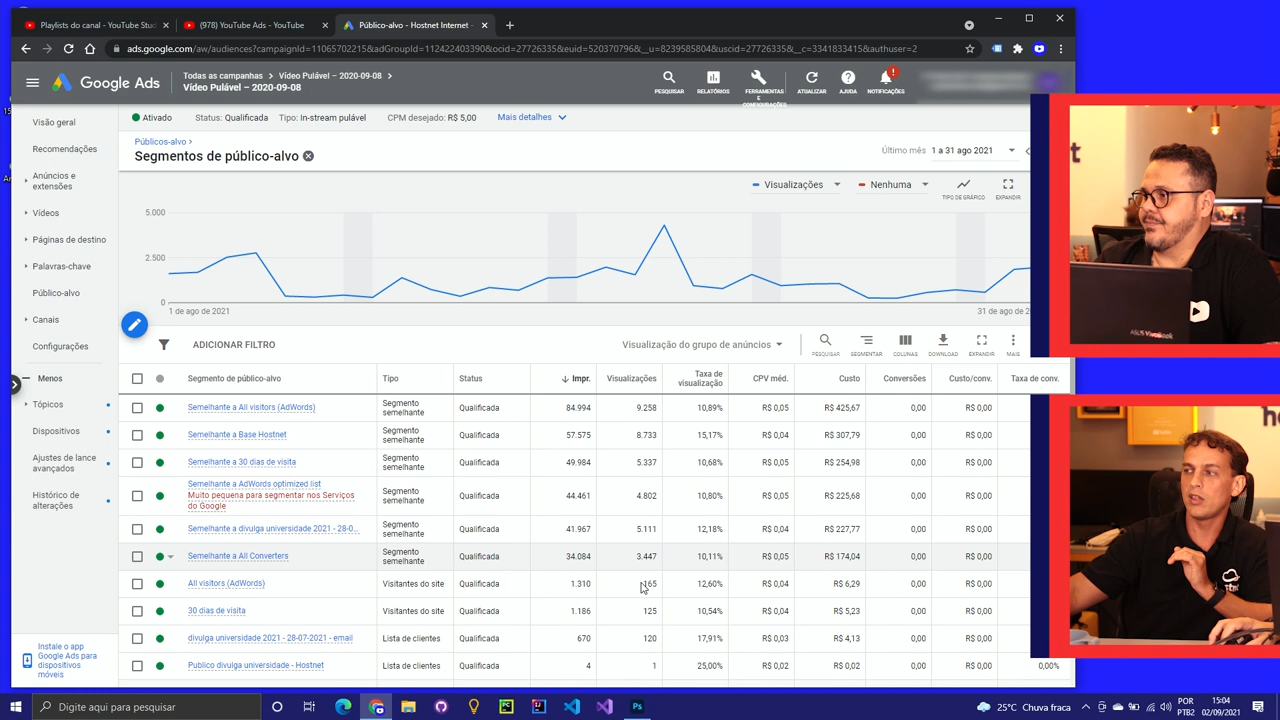 Playlists do canal - YouTube Stu
(978) YouTube Ads - YouTube
Público-alvo - Hostnet Internet -
ads.google.com/aw/audiences?campaignId=11065702215&adGroupId=112422403390&ocid=27726335&euid=520370796&__u=8239585804&uscid=27726335&__c=3341833415&authuser=2
Google Ads
Todas as campanhas > Vídeo Pulável – 2020-09-08 >
Vídeo Pulável – 2020-09-08
PESQUISAR
RELATÓRIOS
FERRAMENTAS
E
CONFIGURAÇÕES
ATUALIZAR
AJUDA
NOTIFICAÇÕES
Ativado Status: Qualificada Tipo: In-stream pulável CPM desejado: R$ 5,00 Mais detalhes
Visão geral
Recomendações
Anúncios e
extensões
Vídeos
Páginas de destino
Palavras-chave
Público-alvo
Canais
Configurações
Menos
Tópicos
Dispositivos
Ajustes de lance
avançados
Histórico de
alterações
Instale o app
Google Ads para
dispositivos
móveis
Públicos-alvo >
Segmentos de público-alvo
Último mês 1 a 31 ago 2021
Visualizações
Nenhuma
TIPO DE GRÁFICO
EXPANDIR
5.000
2.500
0
1 de ago de 2021
31 de ago de
ADICIONAR FILTRO
Visualização do grupo de anúncios
PESQUISAR
SEGMENTAR
COLUNAS
DOWNLOAD
EXPANDIR
MAIS
Segmento de público-alvo Tipo Status Impr. Visualizações Taxa de visualização CPV méd. Custo Conversões Custo/conv. Taxa de conv.
Semelhante a All visitors (AdWords) Segmento semelhante Qualificada 84.994 9.258 10,89% R$ 0,05 R$ 425,67 0,00 R$ 0,00
Semelhante a Base Hostnet Segmento semelhante Qualificada 57.575 8.733 15,17% R$ 0,04 R$ 307,79 0,00 R$ 0,00
Semelhante a 30 dias de visita Segmento semelhante Qualificada 49.984 5.337 10,68% R$ 0,05 R$ 254,98 0,00 R$ 0,00
Semelhante a AdWords optimized list
Muito pequena para segmentar nos Serviços
do Google
Segmento semelhante Qualificada 44.461 4.802 10,80% R$ 0,05 R$ 225,68 0,00 R$ 0,00
Semelhante a divulga universidade 2021 - 28-0... Segmento semelhante Qualificada 41.967 5.111 12,18% R$ 0,04 R$ 227,77 0,00 R$ 0,00
Semelhante a All Converters Segmento semelhante Qualificada 34.084 3.447 10,11% R$ 0,05 R$ 174,04 0,00 R$ 0,00
All visitors (AdWords) Visitantes do site Qualificada 1.310 165 12,60% R$ 0,04 R$ 6,29 0,00 R$ 0,00
30 dias de visita Visitantes do site Qualificada 1.186 125 10,54% R$ 0,04 R$ 5,23 0,00 R$ 0,00
divulga universidade 2021 - 28-07-2021 - email Lista de clientes Qualificada 670 120 17,91% R$ 0,03 R$ 4,13 0,00 R$ 0,00
Publico divulga universidade - Hostnet Lista de clientes Qualificada 4 1 25,00% R$ 0,02 R$ 0,02 0,00 R$ 0,00 0,00%
ASUS VivoBook
Digite aqui para pesquisar
25°C Chuva fraca
POR
PTB2
15:04
02/09/2021